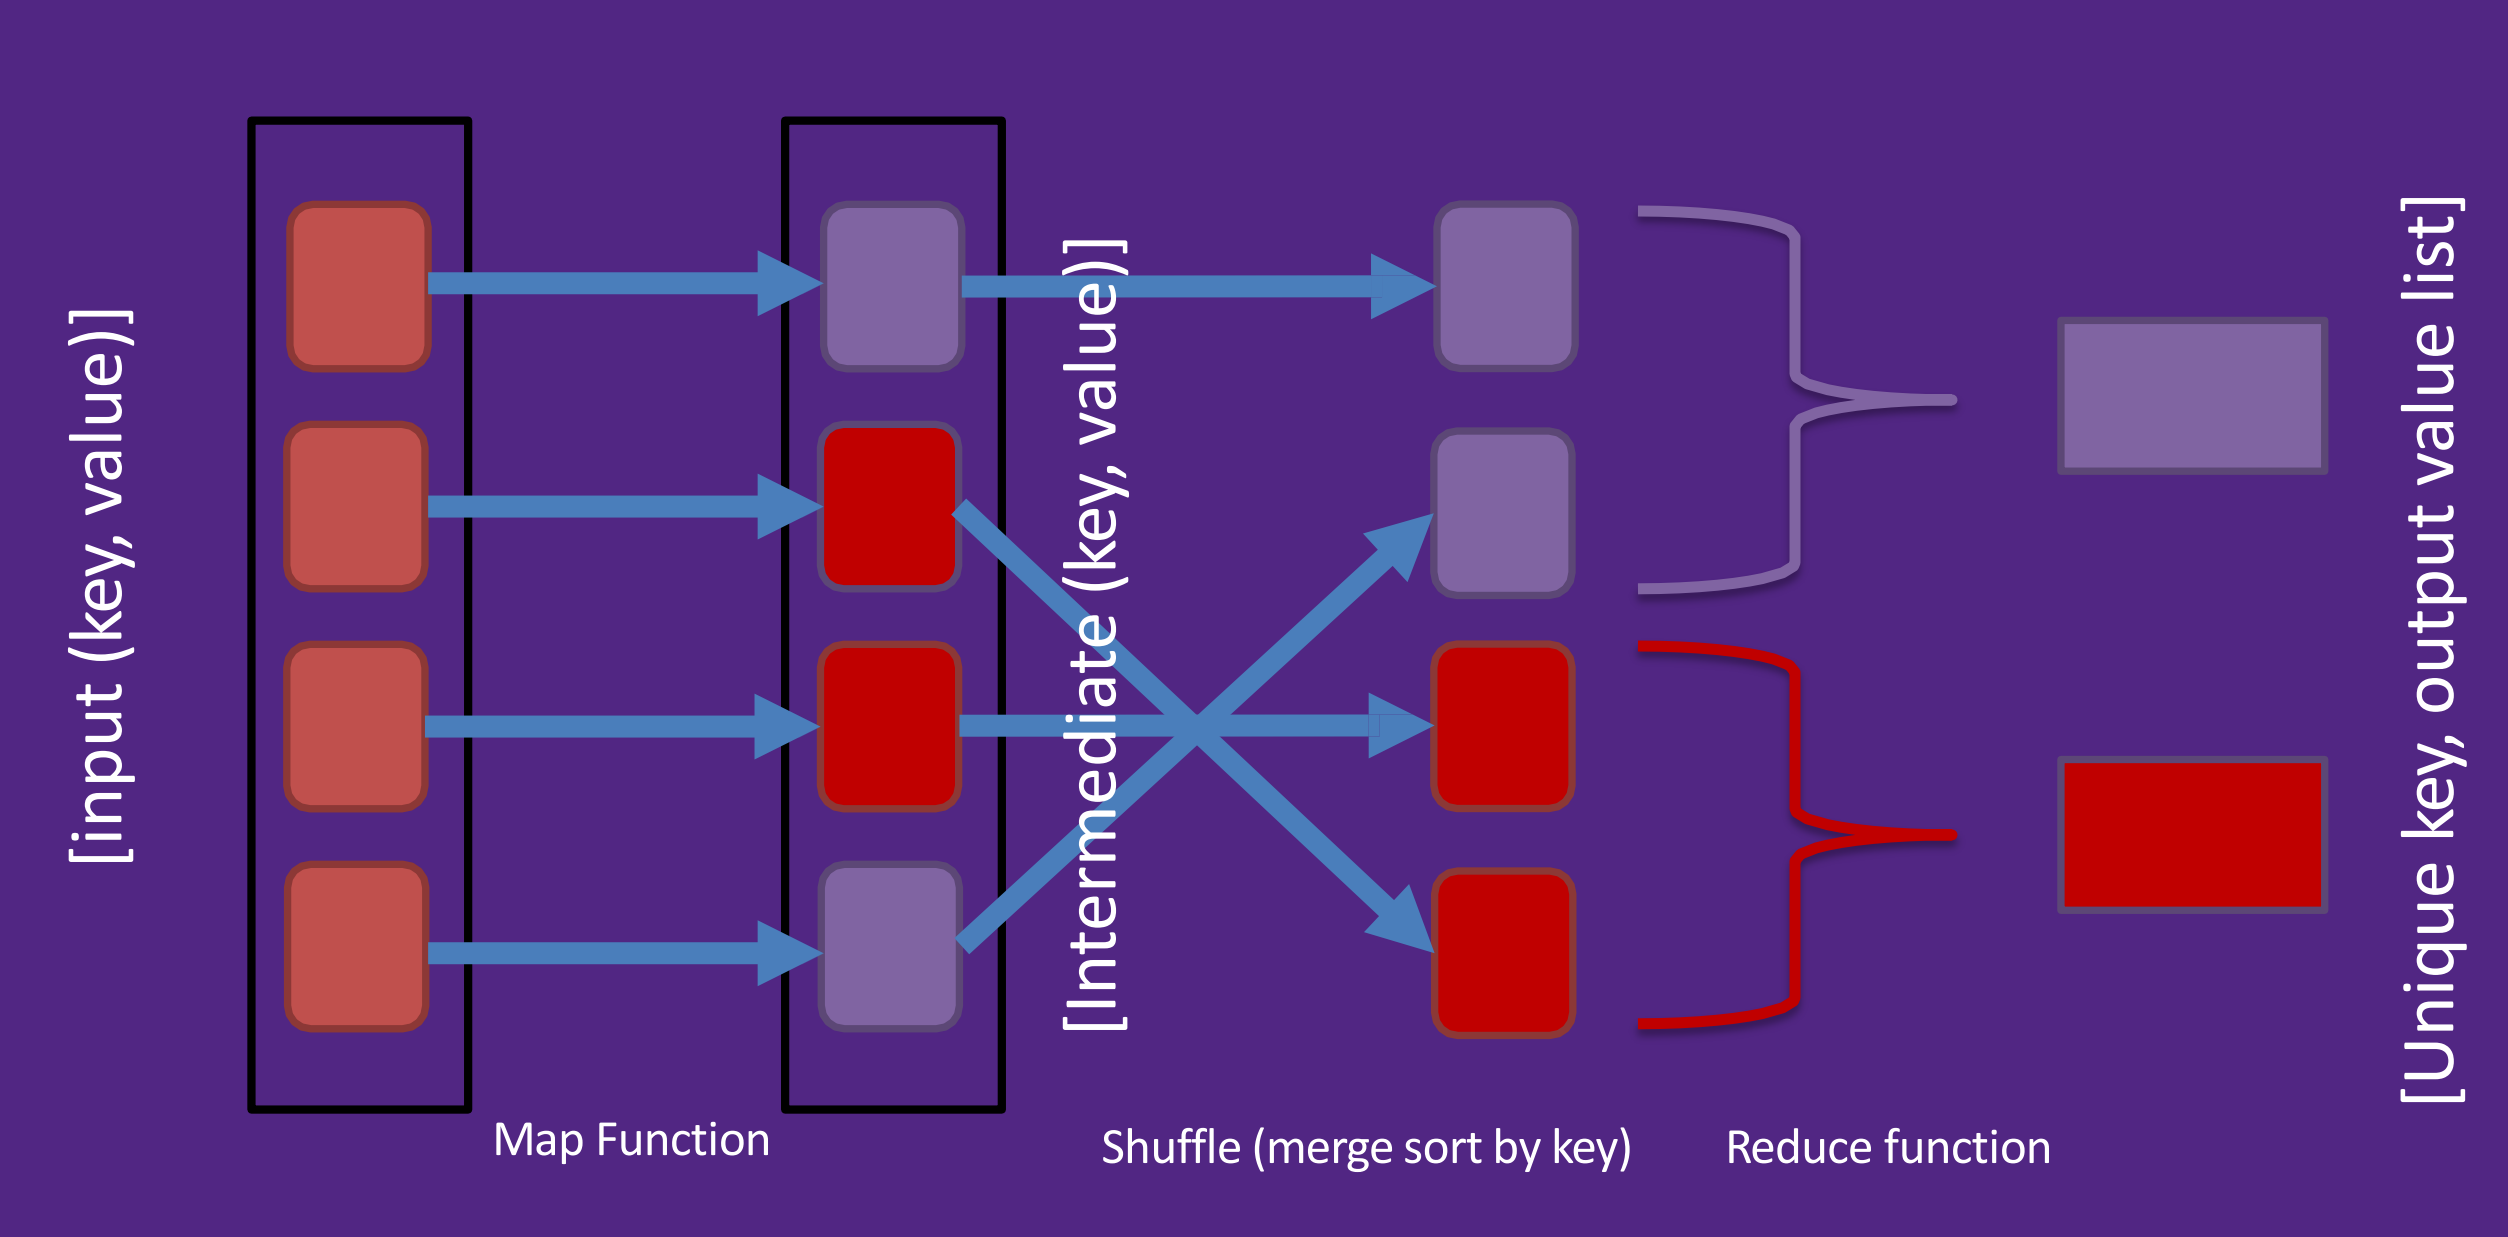 [input (key, value)]
[Intermediate (key, value)]
[Unique key, output value list]
Map Function
Shuffle (merge sort by key)
Reduce function